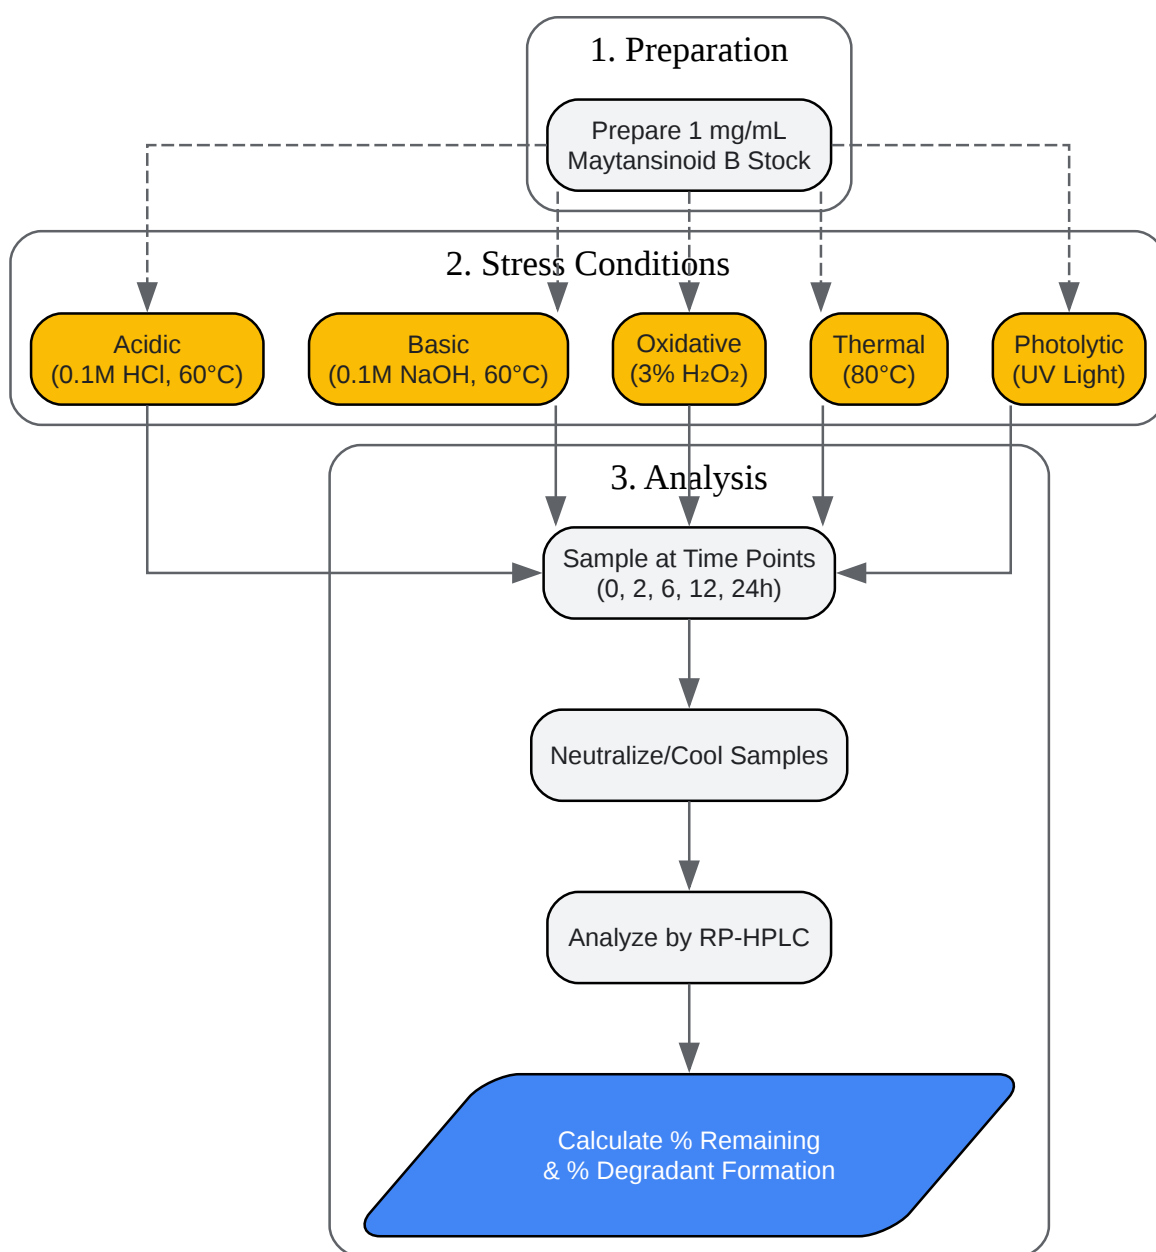 1. Preparation
Prepare 1 mg/mL
Maytansinoid B Stock
2. Stress Conditions
Acidic
(0.1M HCl, 60°C)
Basic
(0.1M NaOH, 60°C)
Oxidative
(3% H₂O₂)
Thermal
(80°C)
Photolytic
(UV Light)
3. Analysis
Sample at Time Points
(0, 2, 6, 12, 24h)
Neutralize/Cool Samples
Analyze by RP-HPLC
Calculate % Remaining
& % Degradant Formation